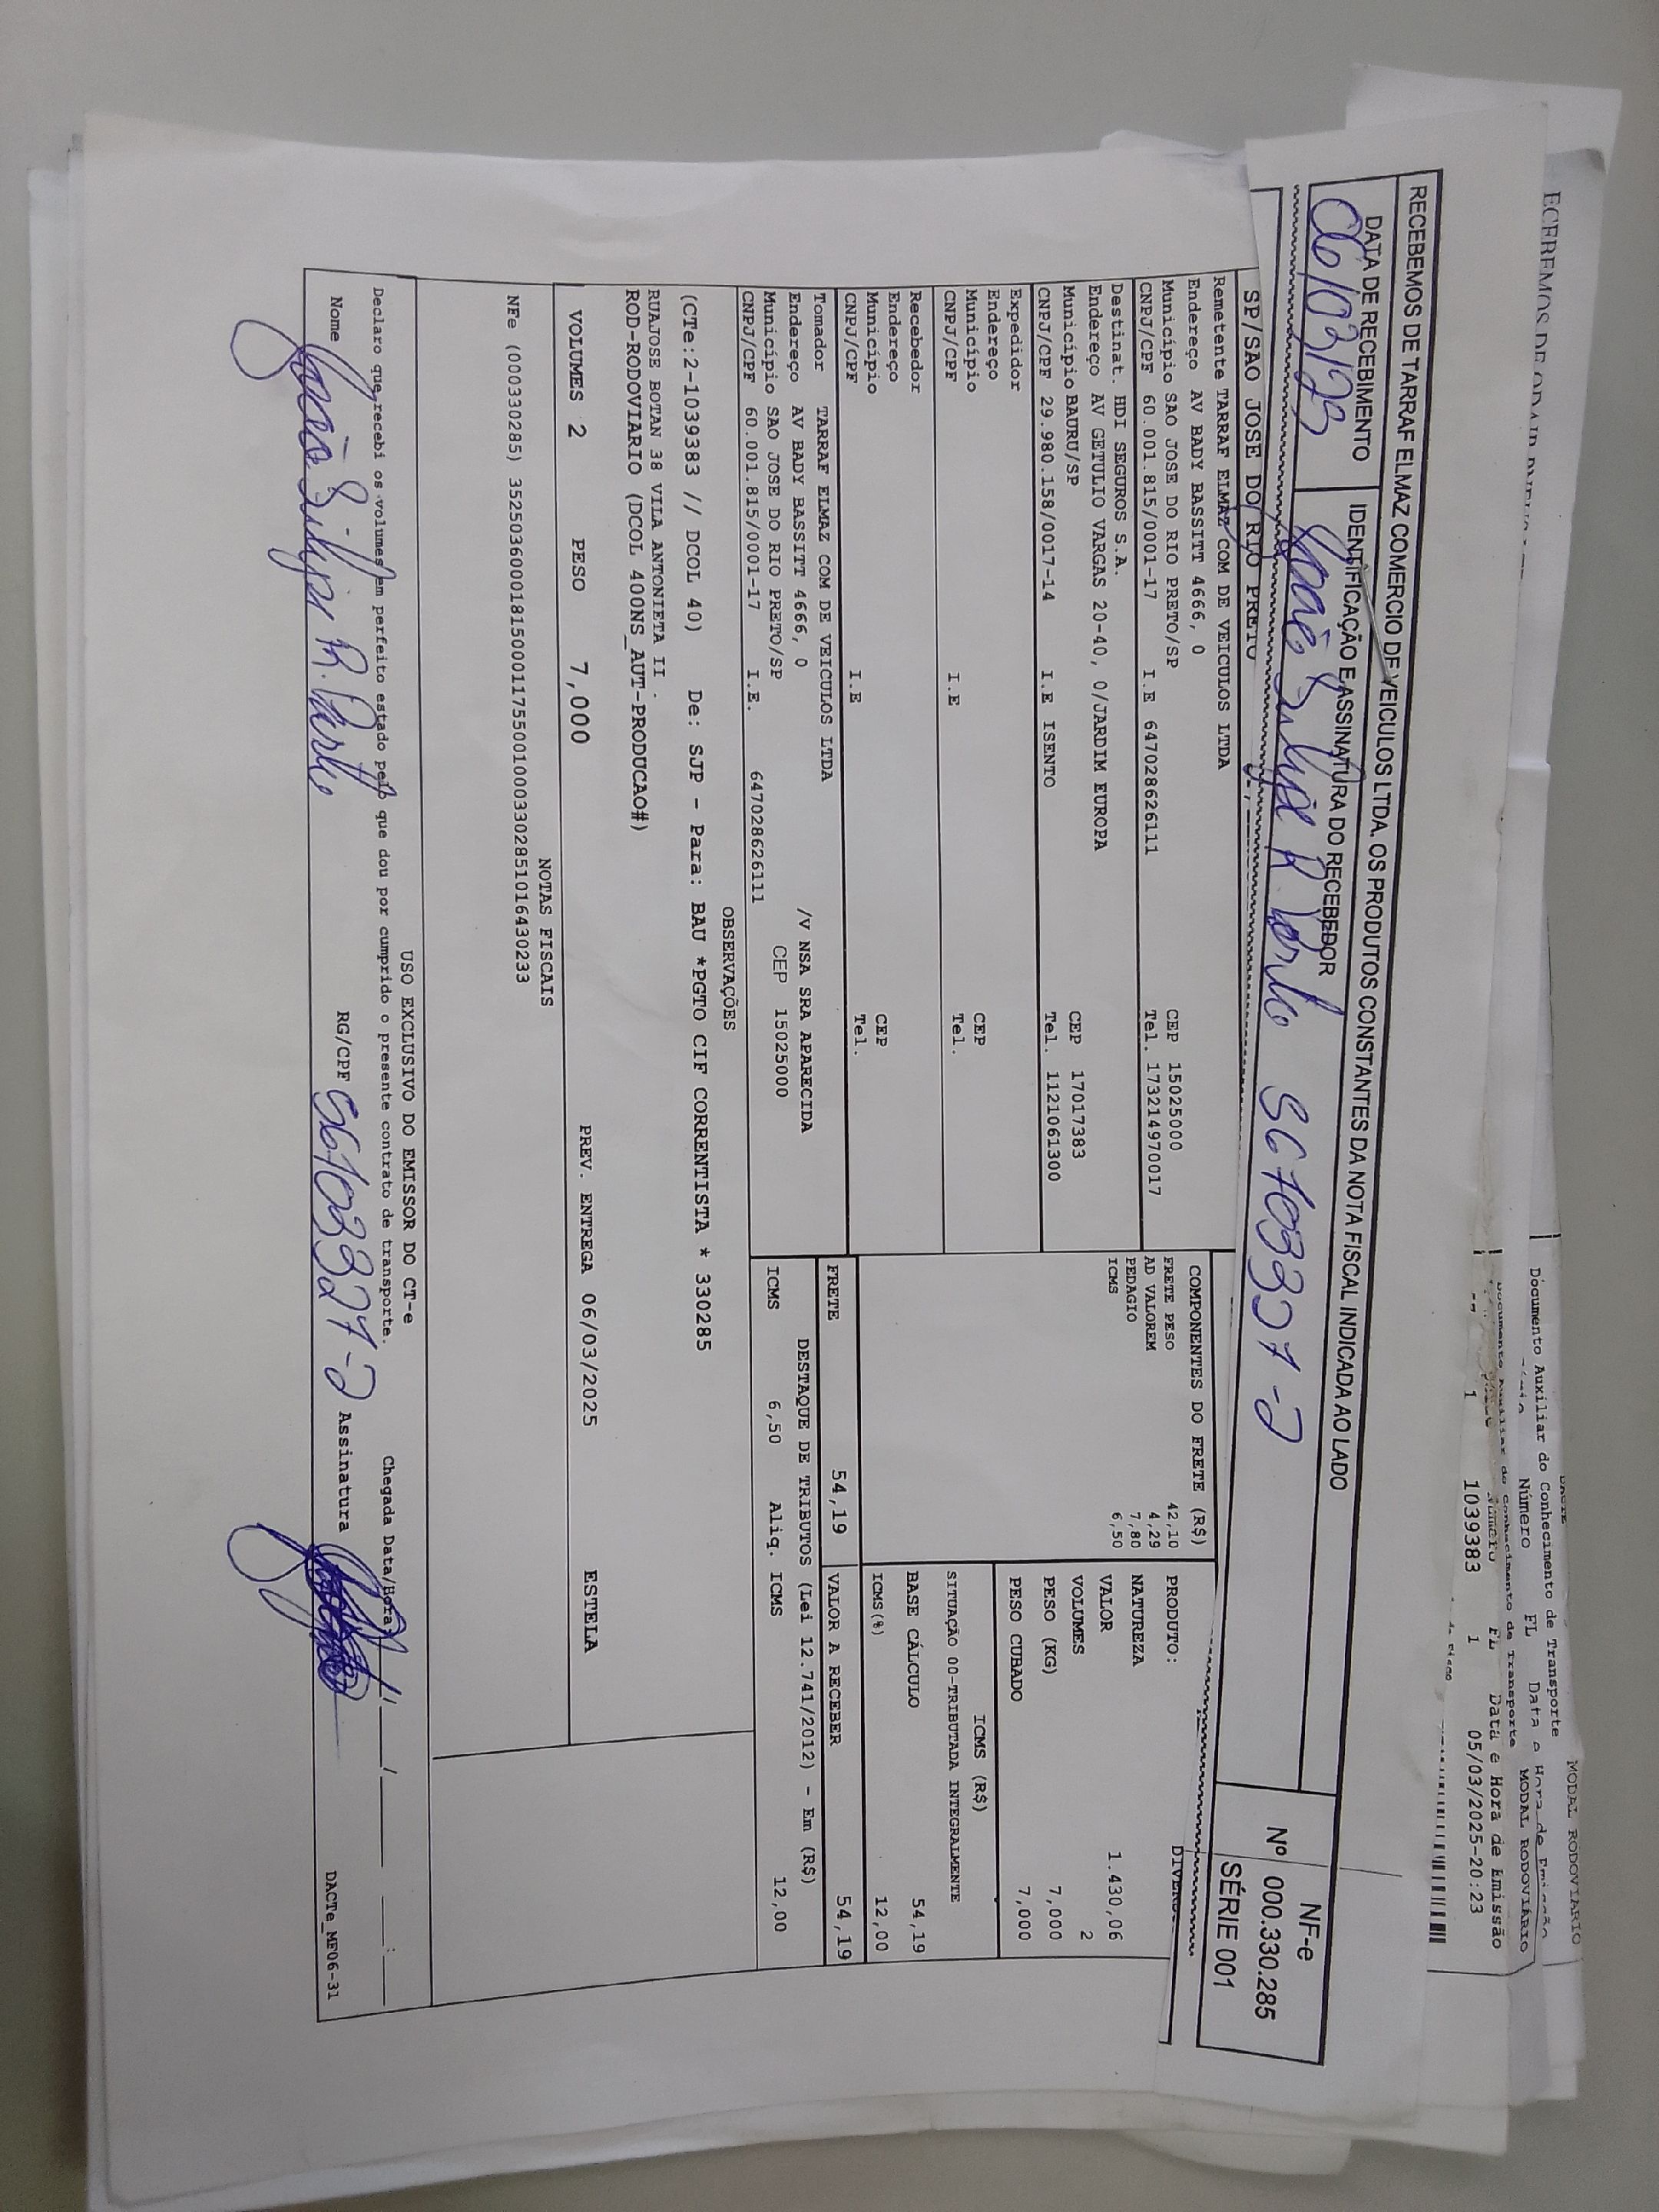 MODAL RODOVIARIO
Documento Auxiliar do Conhecimento de Transporte
MODAL RODOVIÁRIO
Número FL Data e Hora de Emissão
1 1039383 1 05/03/2025-20:23
RECEBEMOS DE TARRAF ELMAZ COMERCIO DE VEICULOS LTDA. OS PRODUTOS CONSTANTES DA NOTA FISCAL INDICADA AO LADO
DATA DE RECEBIMENTO
IDENTIFICAÇÃO E ASSINATURA DO RECEBEDOR
NF-e
Nº 000.330.285
SÉRIE 001
SP/SAO JOSE DO RIO PRETO
Remetente TARRAF ELMAZ COM DE VEICULOS LTDA
Endereço AV BADY BASSITT 4666, 0
Município SAO JOSE DO RIO PRETO/SP CEP 15025000
CNPJ/CPF 60.001.815/0001-17 I.E 647028626111 Tel. 173214970017
Destinat. HDI SEGUROS S.A.
Endereço AV GETULIO VARGAS 20-40, 0/JARDIM EUROPA
Município BAURU/SP CEP 17017383
CNPJ/CPF 29.980.158/0017-14 I.E ISENTO Tel. 1121061300
Expedidor
Endereço
Município CEP
CNPJ/CPF I.E Tel.
Recebedor
Endereço
Município CEP
CNPJ/CPF I.E Tel.
Tomador TARRAF ELMAZ COM DE VEICULOS LTDA
Endereço AV BADY BASSITT 4666, 0 /V NSA SRA APARECIDA
Município SAO JOSE DO RIO PRETO/SP CEP 15025000
CNPJ/CPF 60.001.815/0001-17 I.E. 647028626111
COMPONENTES DO FRETE (R$)
FRETE PESO 42,10
AD VALOREM 4,29
PEDAGIO 7,80
ICMS 6,50
PRODUTO:
NATUREZA
VALOR 1.430,06
VOLUMES 2
PESO (KG) 7,000
PESO CUBADO 7,000
ICMS (R$)
SITUAÇÃO 00-TRIBUTADA INTEGRALMENTE
BASE CÁLCULO 54,19
ICMS(%) 12,00
FRETE 54,19 VALOR A RECEBER 54,19
DESTAQUE DE TRIBUTOS (Lei 12.741/2012) - Em (R$)
ICMS 6,50 Aliq. ICMS 12,00
OBSERVAÇÕES
(CTe:2-1039383 // DCOL 40) De: SJP - Para: BAU *PGTO CIF CORRENTISTA * 330285
RUAJOSE BOTAN 38 VILA ANTONIETA II .
ROD-RODOVIARIO (DCOL 400NS_AUT-PRODUCAO#)
VOLUMES 2 PESO 7,000 PREV. ENTREGA 06/03/2025 ESTELA
NOTAS FISCAIS
NFe (000330285) 35250360001815000117550010003302851016430233
USO EXCLUSIVO DO EMISSOR DO CT-e
Declaro que recebi os volumes em perfeito estado pelo que dou por cumprido o presente contrato de transporte. Chegada Data/Hora / / :
Nome RG/CPF Assinatura
DACTe_MF06-31